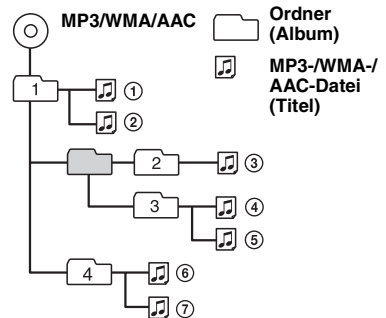 MP3/WMA/AAC
Ordner
(Album)
MP3-/WMA-/
AAC-Datei
(Titel)
1
①
②
2
③
3
④
⑤
4
⑥
⑦